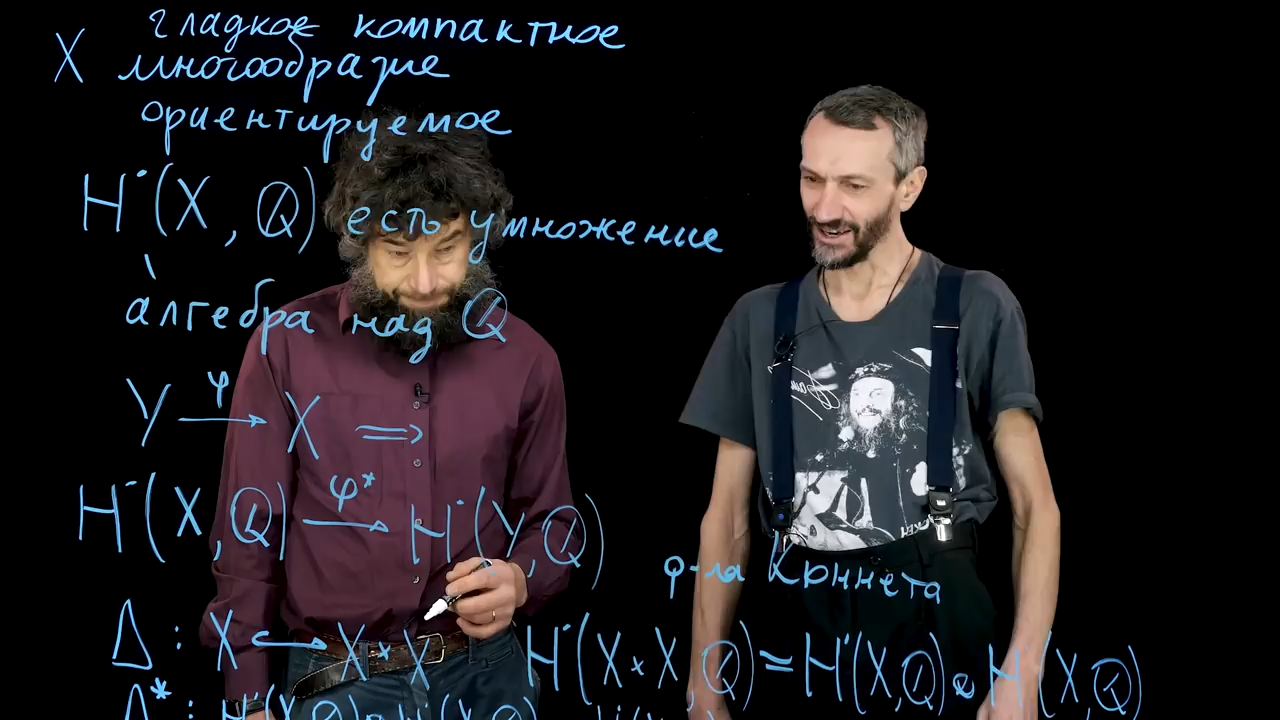 гладкое компактное
X многообразие
ориентируемое
H˙(X, Q) есть умножение
алгебра над Q
Y —φ→ X ⇒
H˙(X, Q) —φ*→ H˙(Y, Q)
ф-ла Кюннета
Δ : X ↪ X × X H˙(X × X, Q) = H˙(X, Q) ⊗ H˙(X, Q)
Δ* : H˙(X, Q) ⊗ H˙(X, Q)